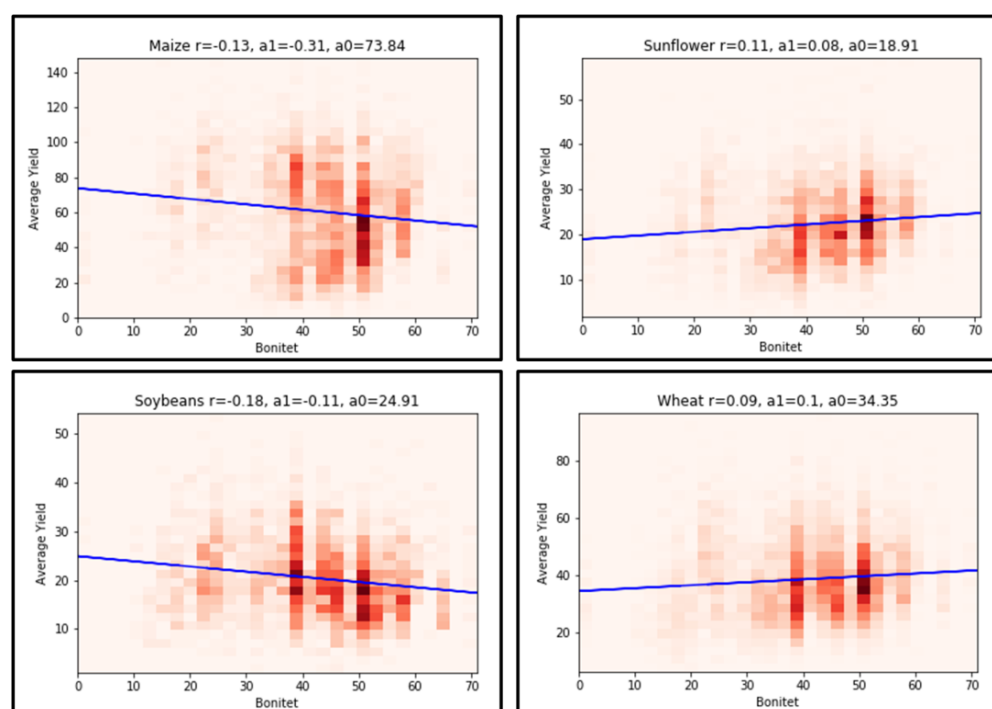 Maize r=-0.13, a1=-0.31, a0=73.84
140
120
100
80
60
40
20
0
Average Yield
0 10 20 30 40 50 60 70
Bonitet
Sunflower r=0.11, a1=0.08, a0=18.91
50
40
30
20
10
Average Yield
0 10 20 30 40 50 60 70
Bonitet
Soybeans r=-0.18, a1=-0.11, a0=24.91
50
40
30
20
10
Average Yield
0 10 20 30 40 50 60 70
Bonitet
Wheat r=0.09, a1=0.1, a0=34.35
80
60
40
20
Average Yield
0 10 20 30 40 50 60 70
Bonitet